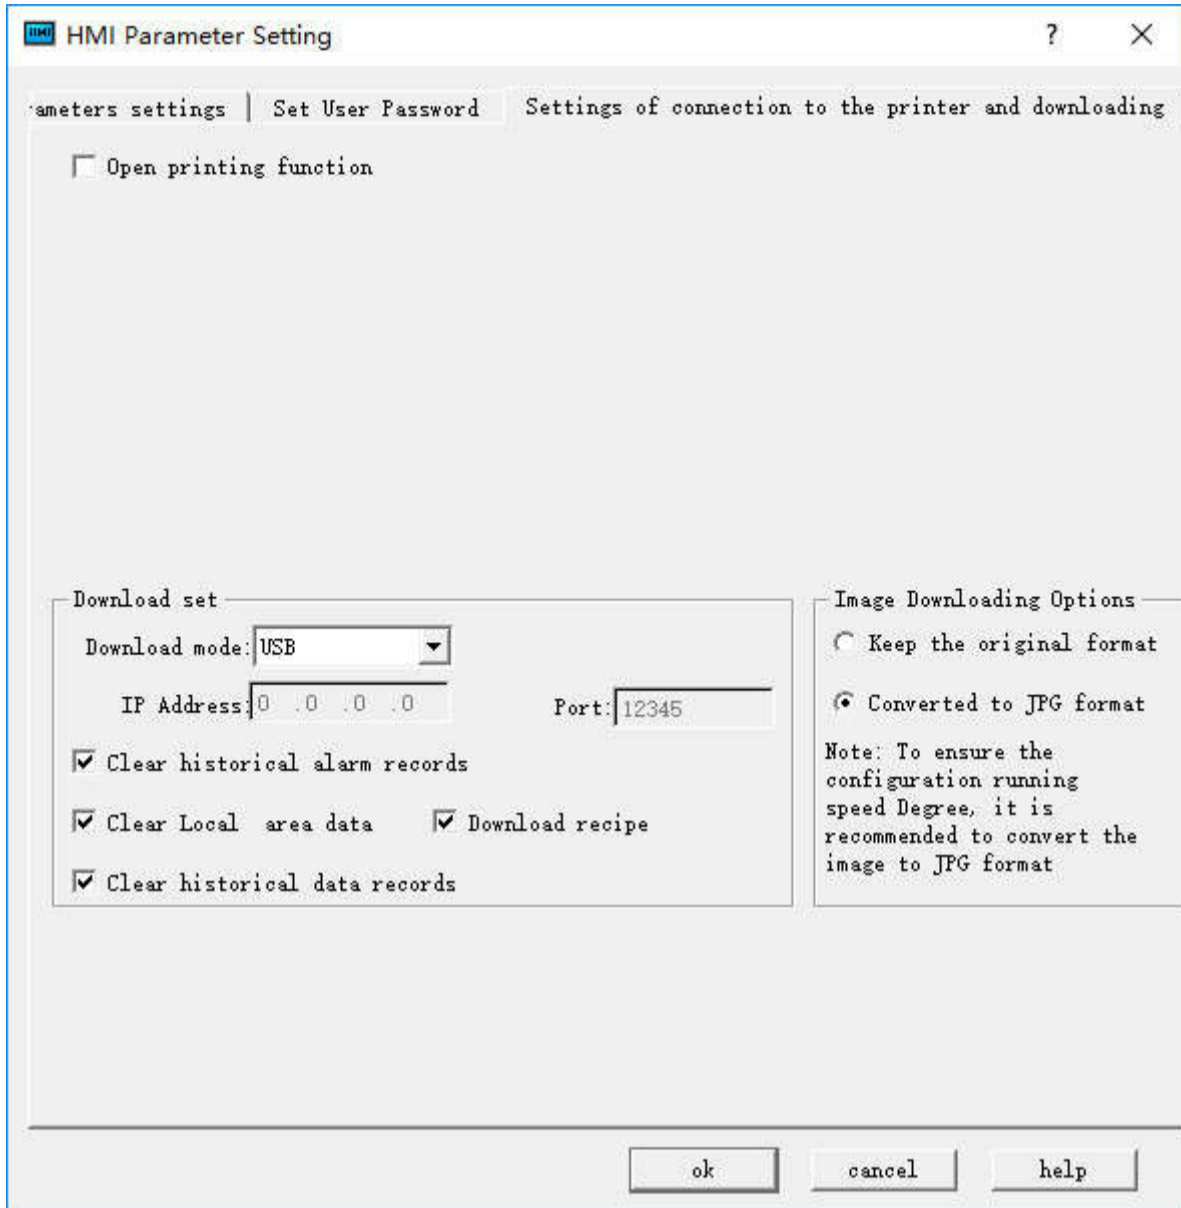 HMI HMI Parameter Setting ? ×
rameters settings Set User Password Settings of connection to the printer and downloading
Open printing function
Download set
Download mode: USB
IP Address: 0 .0 .0 .0 Port: 12345
Clear historical alarm records
Clear Local area data Download recipe
Clear historical data records
Image Downloading Options
Keep the original format
Converted to JPG format
Note: To ensure the
configuration running
speed Degree, it is
recommended to convert the
image to JPG format
ok cancel help